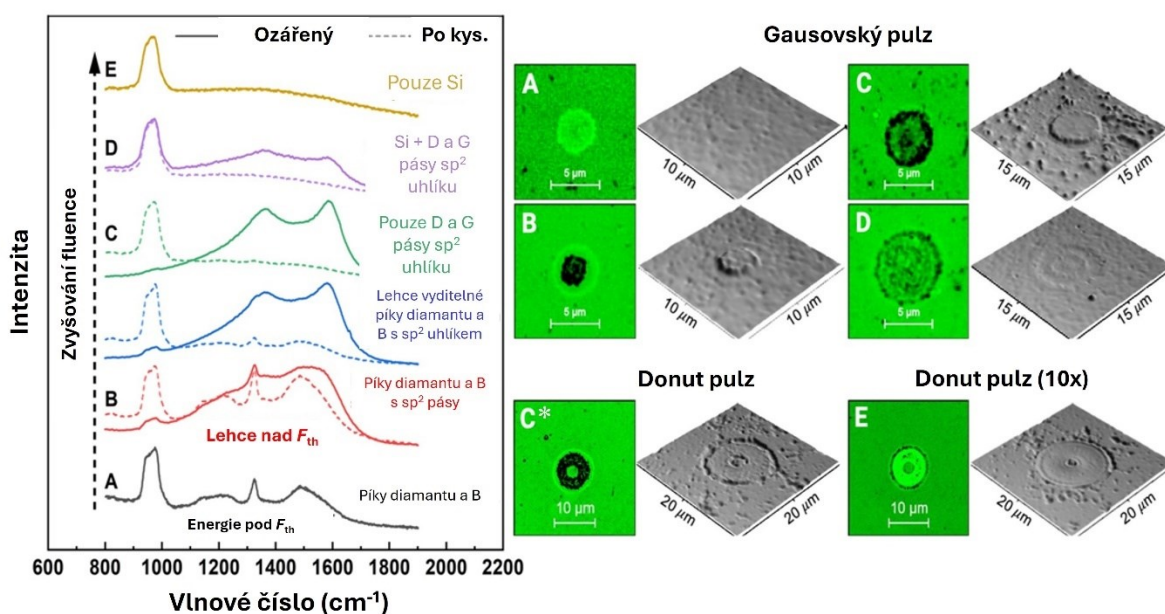 Intenzita
Zvyšování fluence
Ozářený
Po kys.
E
Pouze Si
D
Si + D a G
pásy sp²
uhlíku
C
Pouze D a G
pásy sp²
uhlíku
Lehce vyditelné
píky diamantu a
B s sp² uhlíkem
B
Píky diamantu a B
s sp² pásy
Lehce nad Fth
A
Píky diamantu a B
Energie pod Fth
600 800 1000 1200 1400 1600 1800 2000 2200
Vlnové číslo (cm⁻¹)
Gausovský pulz
A
5 µm
10 µm
10 µm
C
5 µm
15 µm
15 µm
B
5 µm
10 µm
10 µm
D
5 µm
15 µm
15 µm
Donut pulz
C*
10 µm
20 µm
20 µm
Donut pulz (10x)
E
10 µm
20 µm
20 µm